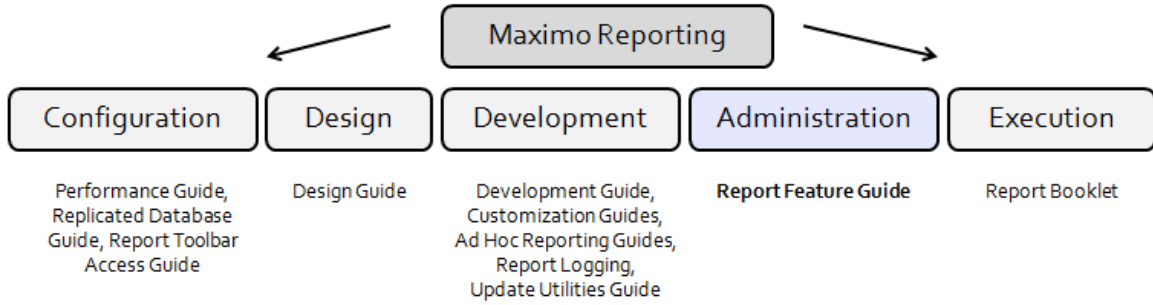 Maximo Reporting
Configuration
Design
Development
Administration
Execution
Performance Guide,
Replicated Database
Guide, Report Toolbar
Access Guide
Design Guide
Development Guide,
Customization Guides,
Ad Hoc Reporting Guides,
Report Logging,
Update Utilities Guide
Report Feature Guide
Report Booklet